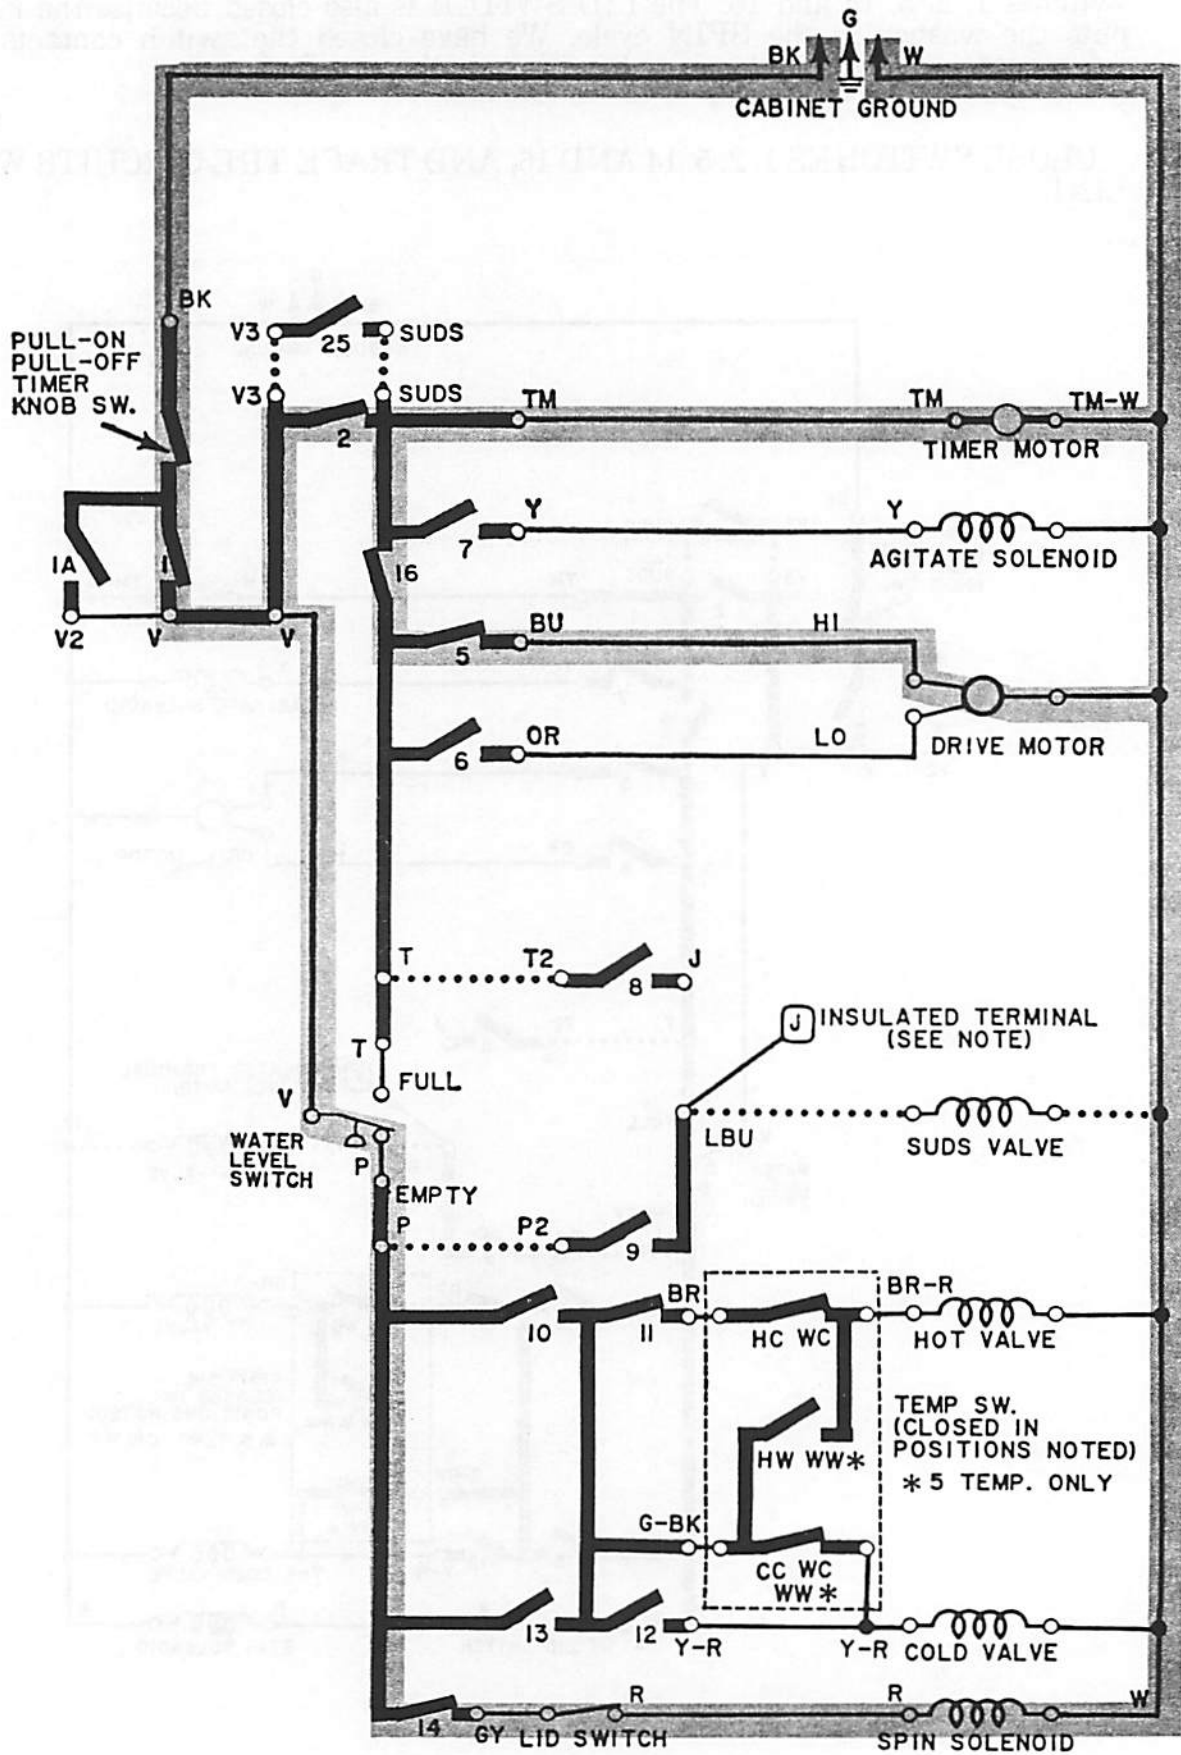 G
BK
W
CABINET GROUND
BK
PULL-ON
PULL-OFF
TIMER
KNOB SW.
V3
25
SUDS
V3
SUDS
2
TM
TM
TM-W
TIMER MOTOR
Y
7
Y
AGITATE SOLENOID
1A
1
16
V2
V
V
BU
HI
5
OR
LO
6
DRIVE MOTOR
T
T2
8
J
J
INSULATED TERMINAL
(SEE NOTE)
T
FULL
V
WATER
LEVEL
SWITCH
P
LBU
SUDS VALVE
EMPTY
P
P2
9
BR
BR-R
10
11
HC WC
HOT VALVE
TEMP SW.
(CLOSED IN
POSITIONS NOTED)
* 5 TEMP. ONLY
HW WW*
G-BK
CC WC
WW*
13
12
Y-R
Y-R
COLD VALVE
R
R
W
14
GY
LID SWITCH
SPIN SOLENOID